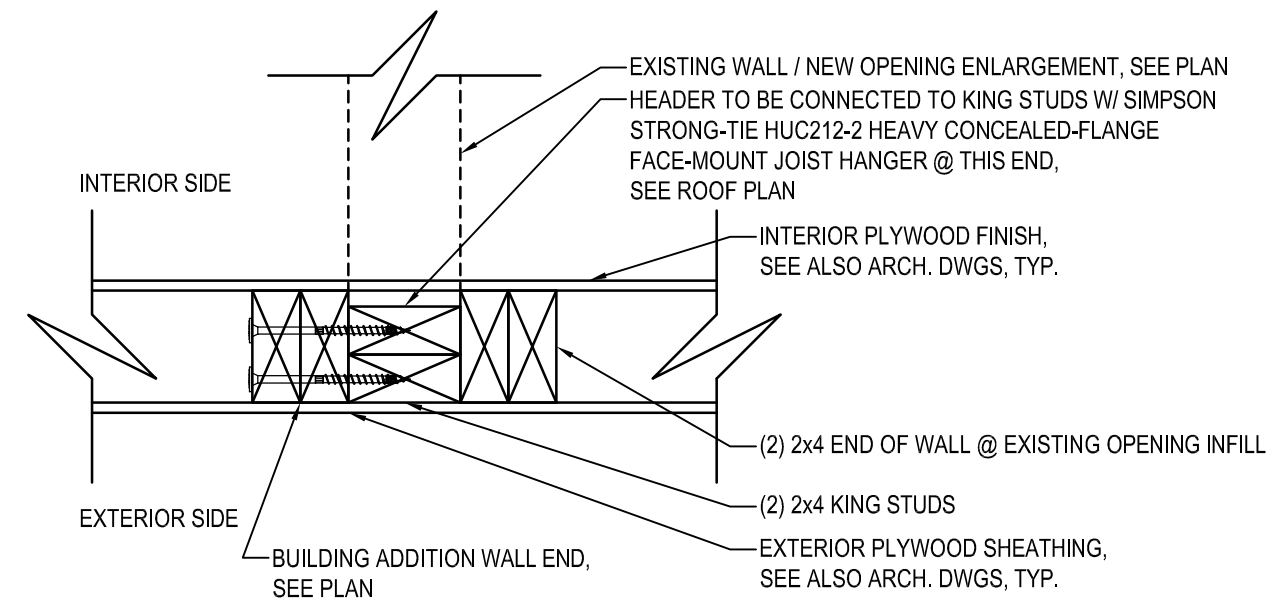 EXISTING WALL / NEW OPENING ENLARGEMENT, SEE PLAN
HEADER TO BE CONNECTED TO KING STUDS W/ SIMPSON
STRONG-TIE HUC212-2 HEAVY CONCEALED-FLANGE
FACE-MOUNT JOIST HANGER @ THIS END,
SEE ROOF PLAN
INTERIOR SIDE
INTERIOR PLYWOOD FINISH,
SEE ALSO ARCH. DWGS, TYP.
(2) 2x4 END OF WALL @ EXISTING OPENING INFILL
(2) 2x4 KING STUDS
EXTERIOR SIDE
EXTERIOR PLYWOOD SHEATHING,
SEE ALSO ARCH. DWGS, TYP.
BUILDING ADDITION WALL END,
SEE PLAN